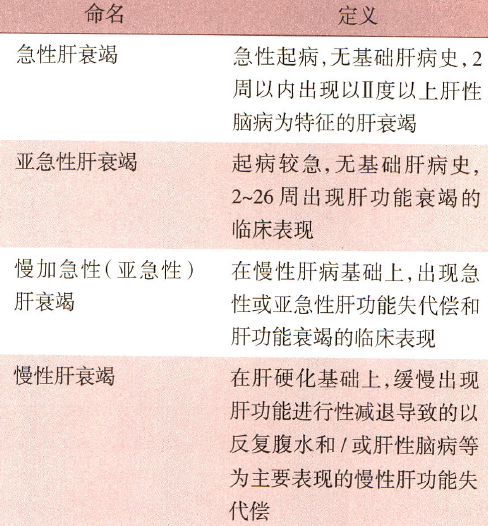 命名 定义
急性肝衰竭 急性起病,无基础肝病史,2
周以内出现以Ⅱ度以上肝性
脑病为特征的肝衰竭
亚急性肝衰竭 起病较急,无基础肝病史,
2~26周出现肝功能衰竭的
临床表现
慢加急性(亚急性) 在慢性肝病基础上,出现急
肝衰竭 性或亚急性肝功能失代偿和
肝功能衰竭的临床表现
慢性肝衰竭 在肝硬化基础上,缓慢出现
肝功能进行性减退导致的以
反复腹水和/或肝性脑病等
为主要表现的慢性肝功能失
代偿